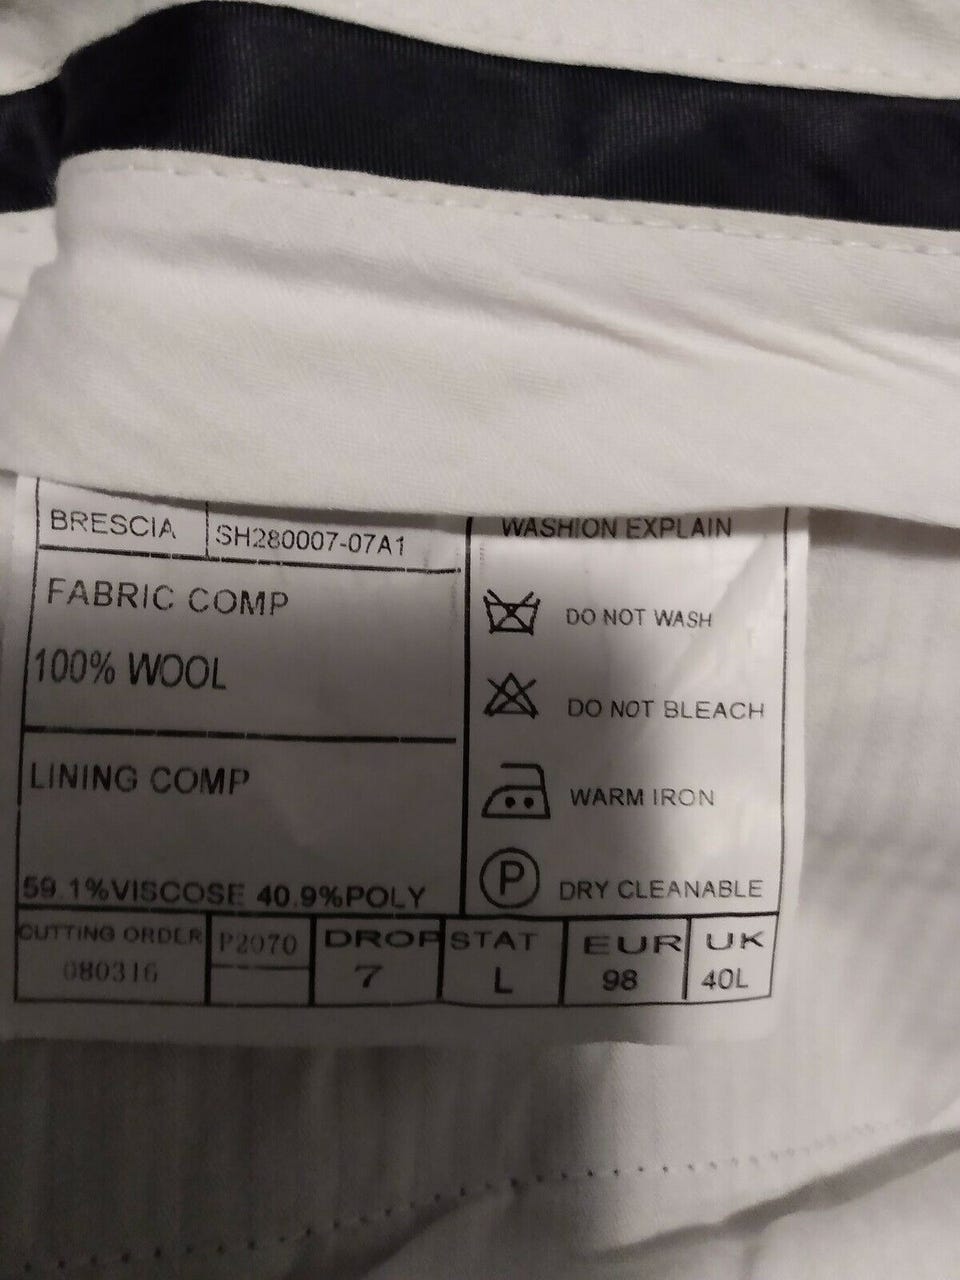 BRESCIA SH280007-07A1
FABRIC COMP
100% WOOL
LINING COMP
59.1%VISCOSE 40.9%POLY
WASHION EXPLAIN
DO NOT WASH
DO NOT BLEACH
WARM IRON
P DRY CLEANABLE
CUTTING ORDER P2070 DROP STAT EUR UK
080316 7 L 98 40L